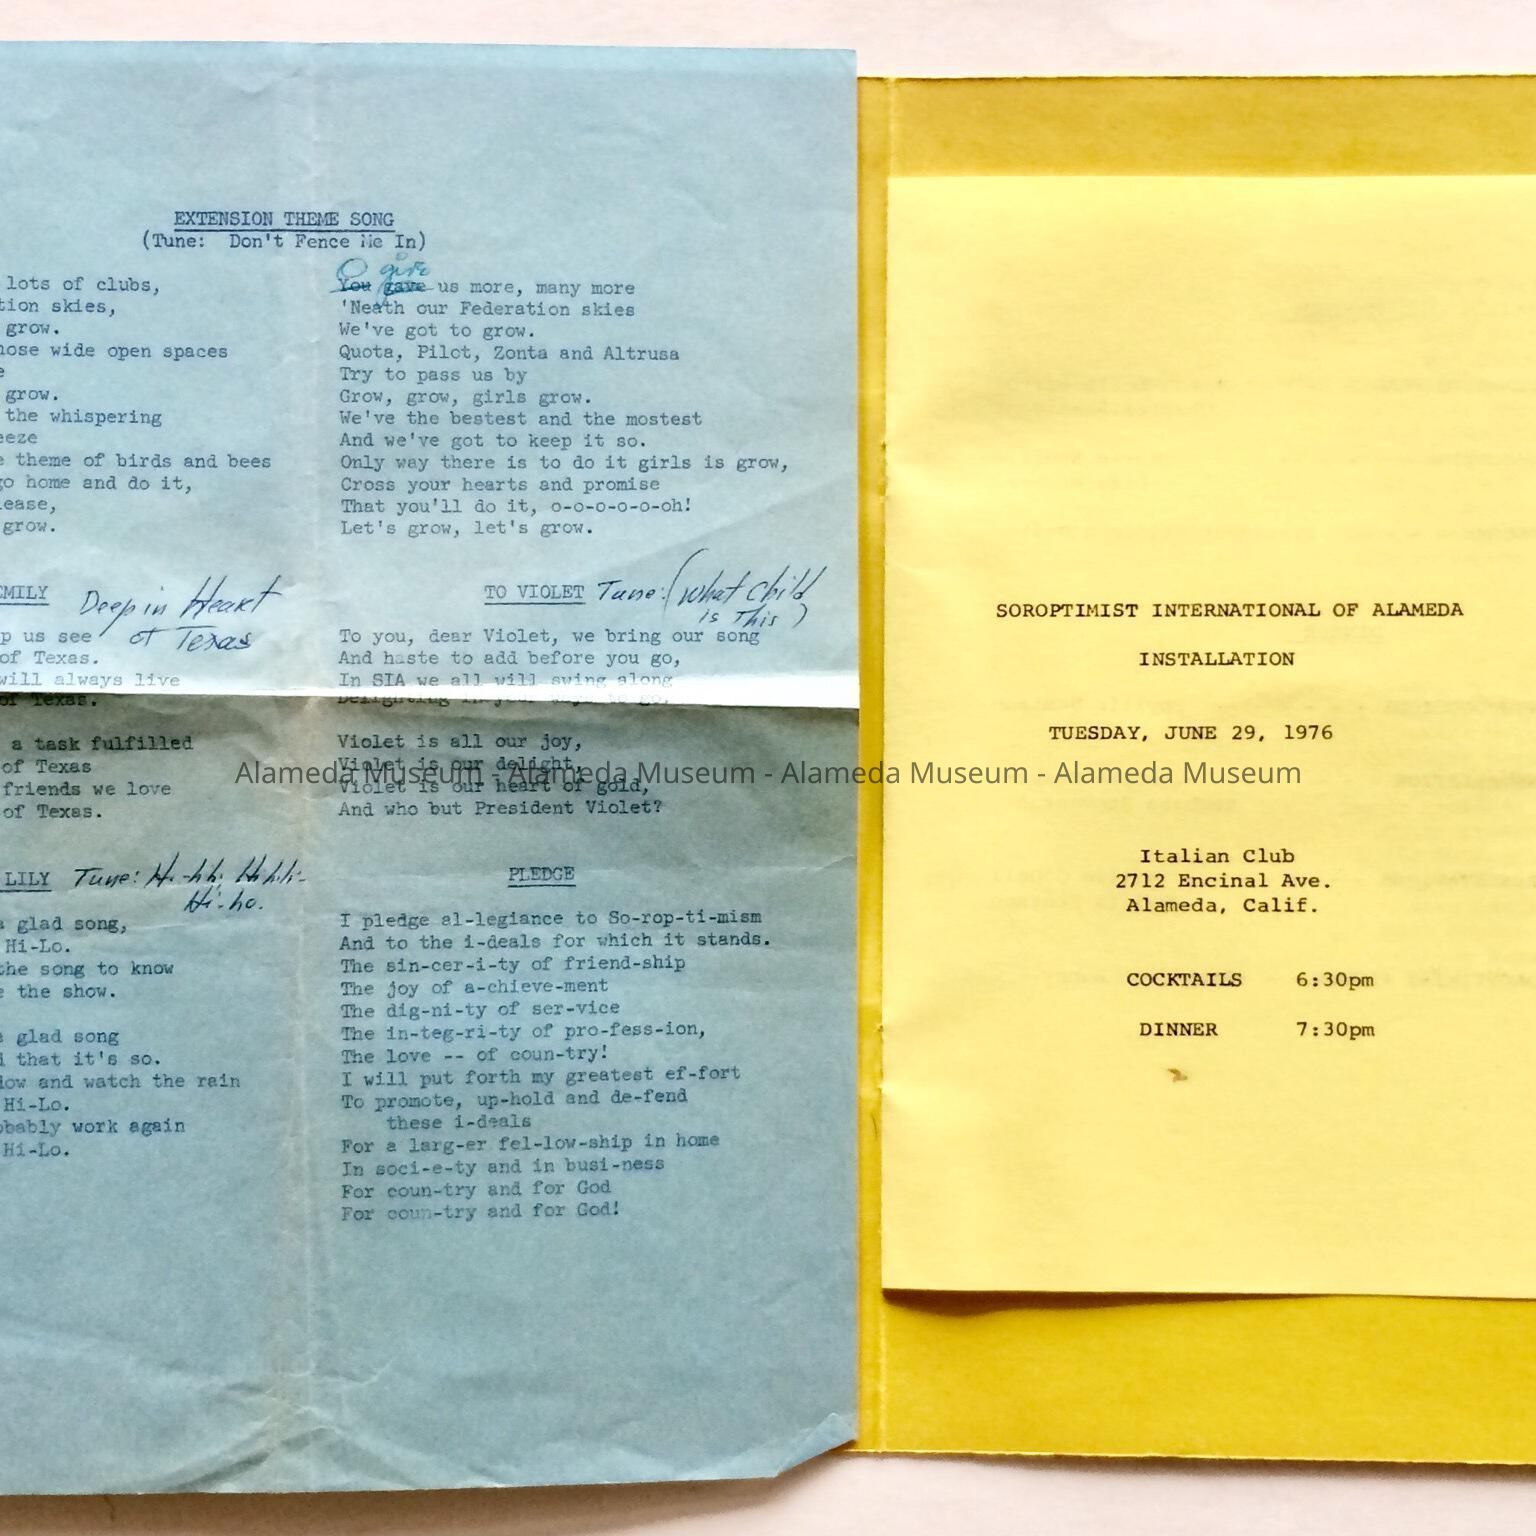 EXTENSION THEME SONG
(Tune: Don't Fence Me In)
lots of clubs,
tion skies,
grow.
hose wide open spaces
e
grow.
the whispering
eeze
e theme of birds and bees
go home and do it,
lease,
grow.
O give
You gave us more, many more
'Neath our Federation skies
We've got to grow.
Quota, Pilot, Zonta and Altrusa
Try to pass us by
Grow, grow, girls grow.
We've the bestest and the mostest
And we've got to keep it so.
Only way there is to do it girls is grow,
Cross your hearts and promise
That you'll do it, o-o-o-o-o-oh!
Let's grow, let's grow.
EMILY Deep in Heart
of Texas
p us see
of Texas.
will always live
of Texas.
a task fulfilled
of Texas
friends we love
of Texas.
TO VIOLET Tune: (What Child
is This)
To you, dear Violet, we bring our song
And haste to add before you go,
In SIA we all will swing along
Delighting in your ways to go.
Violet is all our joy,
Violet is our delight,
Violet is our heart of gold,
And who but President Violet?
LILY Tune: Hi-hi
Hi-ho.
a glad song,
Hi-Lo.
the song to know
e the show.
e glad song
d that it's so.
dow and watch the rain
Hi-Lo.
obably work again
Hi-Lo.
PLEDGE
I pledge al-legiance to So-rop-ti-mism
And to the i-deals for which it stands.
The sin-cer-i-ty of friend-ship
The joy of a-chieve-ment
The dig-ni-ty of ser-vice
The in-teg-ri-ty of pro-fess-ion,
The love -- of coun-try!
I will put forth my greatest ef-fort
To promote, up-hold and de-fend
these i-deals
For a larg-er fel-low-ship in home
In soci-e-ty and in busi-ness
For coun-try and for God
For coun-try and for God!
SOROPTIMIST INTERNATIONAL OF ALAMEDA
INSTALLATION
TUESDAY, JUNE 29, 1976
Italian Club
2712 Encinal Ave.
Alameda, Calif.
COCKTAILS 6:30pm
DINNER 7:30pm
Alameda Museum - Alameda Museum - Alameda Museum - Alameda Museum